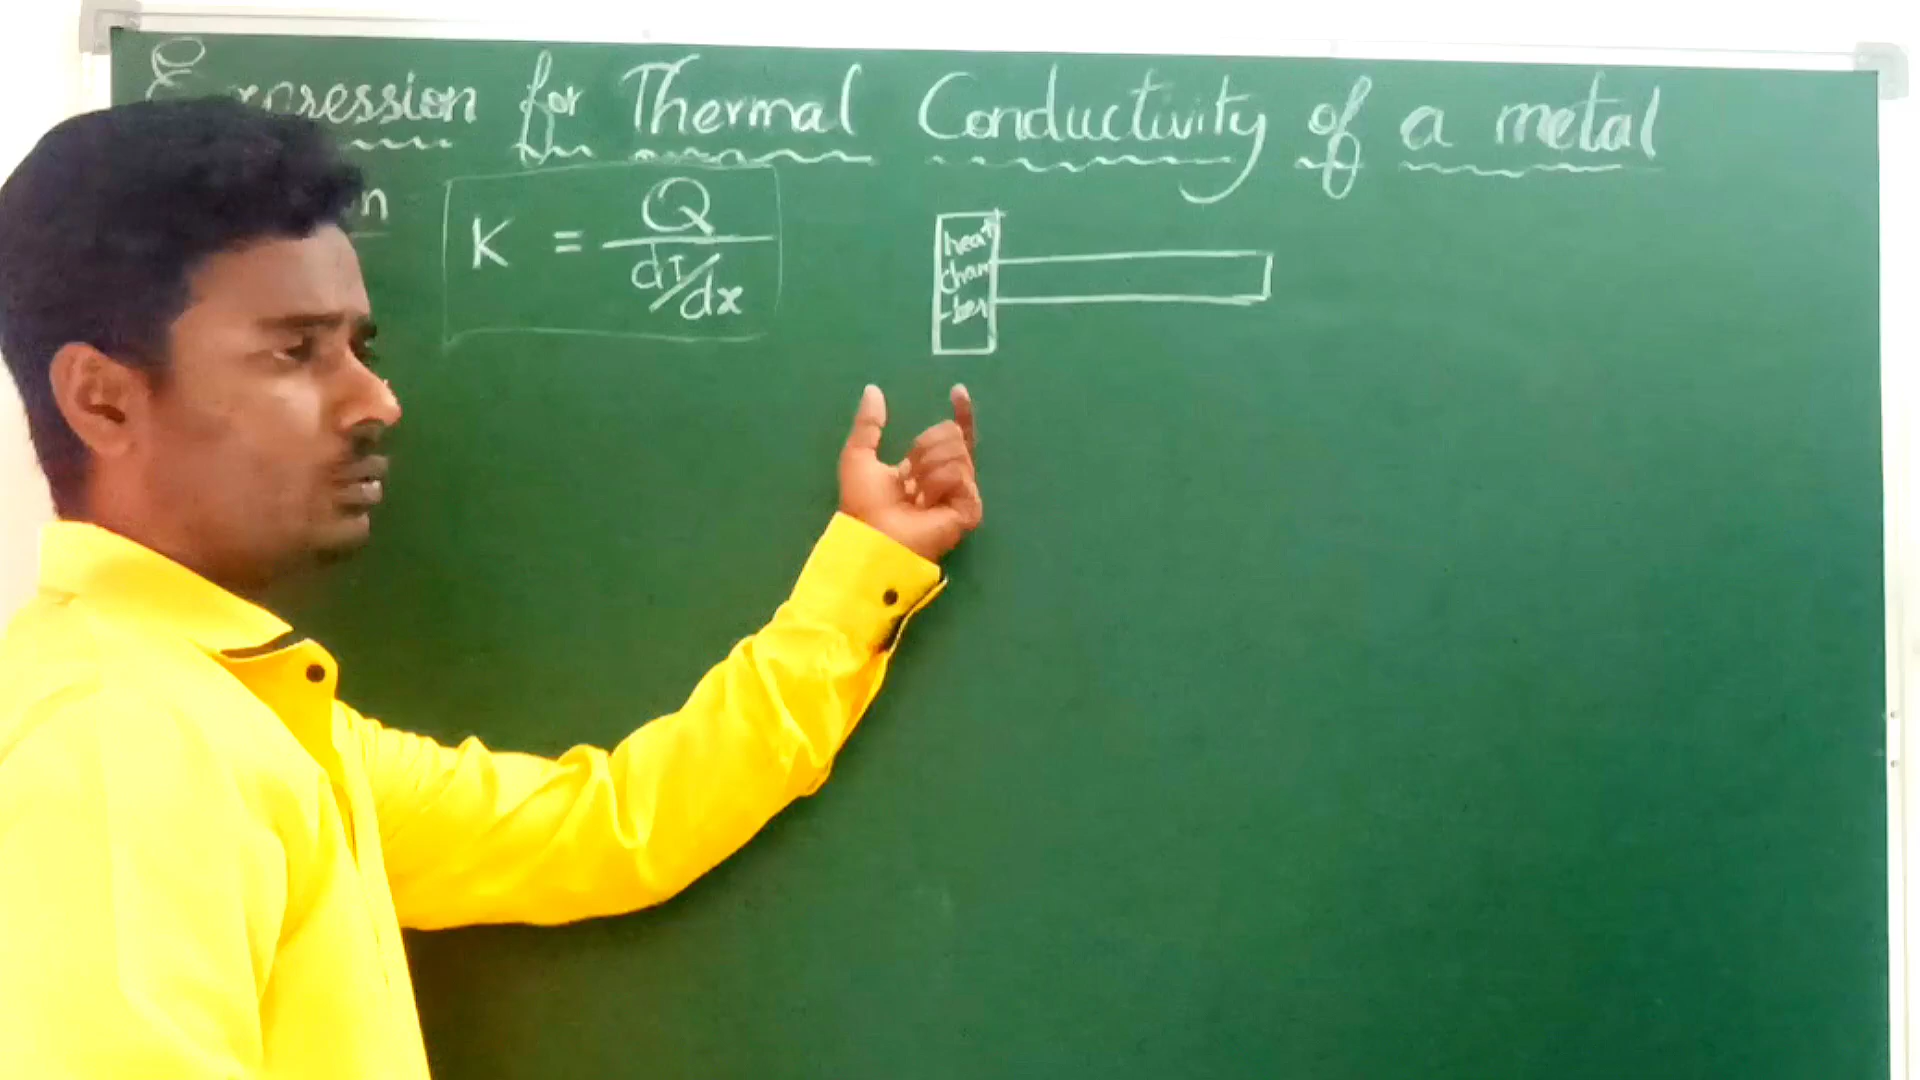 Expression for Thermal Conductivity of a metal
K = Q / dT/dx
heat
cham
-ber